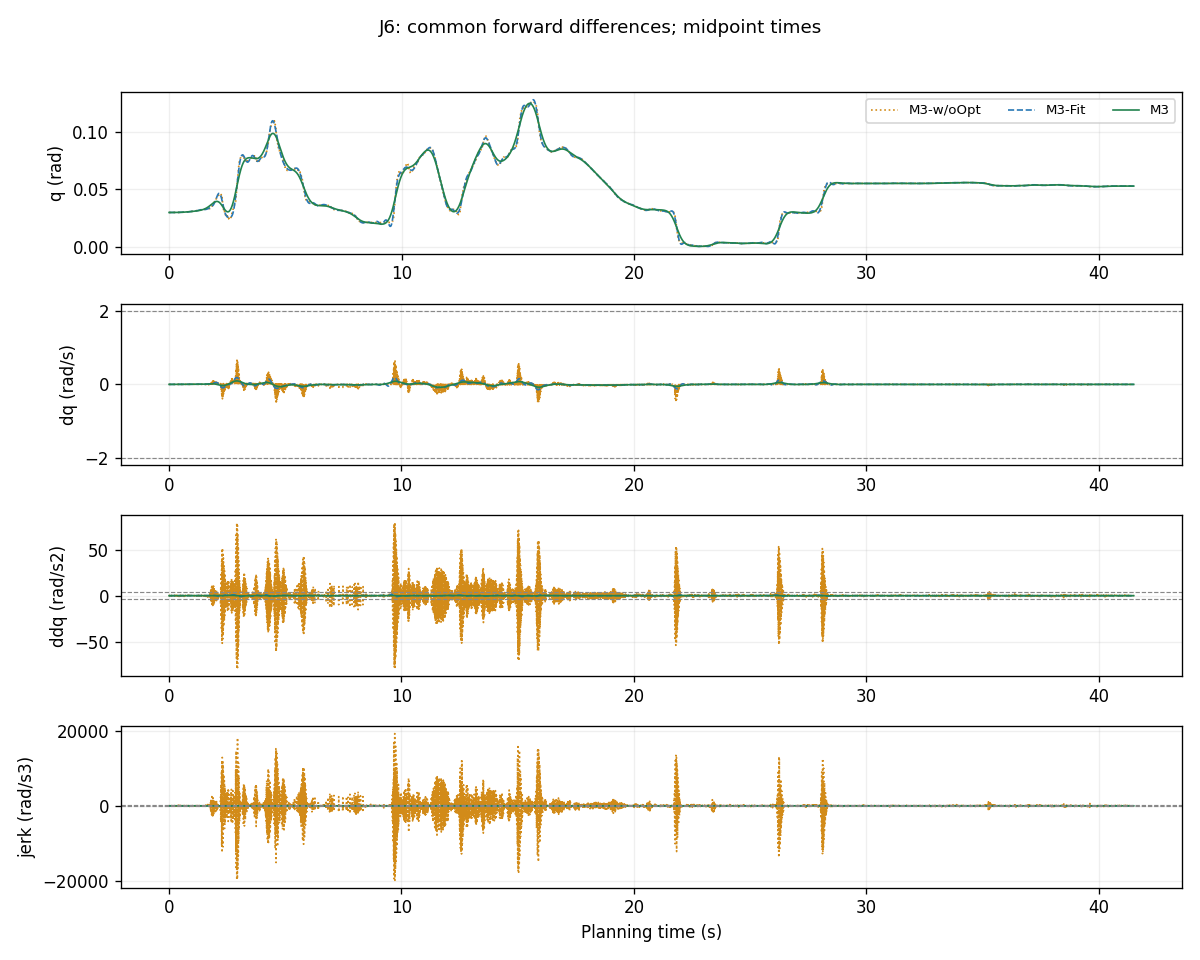 J6: common forward differences; midpoint times
M3-w/oOpt M3-Fit M3
q (rad)
0.10
0.05
0.00
0 10 20 30 40
dq (rad/s)
2
0
−2
0 10 20 30 40
ddq (rad/s2)
50
0
−50
0 10 20 30 40
jerk (rad/s3)
20000
0
−20000
0 10 20 30 40
Planning time (s)